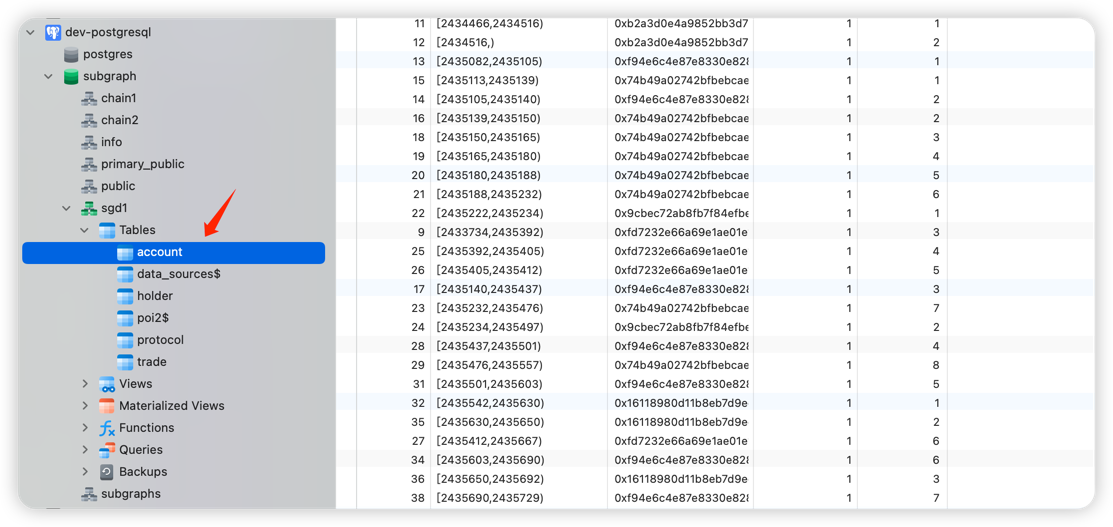 dev-postgresql
postgres
subgraph
chain1
chain2
info
primary_public
public
sgd1
Tables
account
data_sources$
holder
poi2$
protocol
trade
Views
Materialized Views
Functions
Queries
Backups
subgraphs
11 [2434466,2434516) 0xb2a3d0e4a9852bb3d7 1 1
12 [2434516,) 0xb2a3d0e4a9852bb3d7 1 2
13 [2435082,2435105) 0xf94e6c4e87e8330e828 1 1
15 [2435113,2435139) 0x74b49a02742bfbebcae 1 1
14 [2435105,2435140) 0xf94e6c4e87e8330e828 1 2
16 [2435139,2435150) 0x74b49a02742bfbebcae 1 2
18 [2435150,2435165) 0x74b49a02742bfbebcae 1 3
19 [2435165,2435180) 0x74b49a02742bfbebcae 1 4
20 [2435180,2435188) 0x74b49a02742bfbebcae 1 5
21 [2435188,2435232) 0x74b49a02742bfbebcae 1 6
22 [2435222,2435234) 0x9cbec72ab8fb7f84efbe 1 1
9 [2433734,2435392) 0xfd7232e66a69e1ae01e 1 3
25 [2435392,2435405) 0xfd7232e66a69e1ae01e 1 4
26 [2435405,2435412) 0xfd7232e66a69e1ae01e 1 5
17 [2435140,2435437) 0xf94e6c4e87e8330e828 1 3
23 [2435232,2435476) 0x74b49a02742bfbebcae 1 7
24 [2435234,2435497) 0x9cbec72ab8fb7f84efbe 1 2
28 [2435437,2435501) 0xf94e6c4e87e8330e828 1 4
29 [2435476,2435557) 0x74b49a02742bfbebcae 1 8
31 [2435501,2435603) 0xf94e6c4e87e8330e828 1 5
32 [2435542,2435630) 0x16118980d11b8eb7d9e 1 1
35 [2435630,2435650) 0x16118980d11b8eb7d9e 1 2
27 [2435412,2435667) 0xfd7232e66a69e1ae01e 1 6
34 [2435603,2435690) 0xf94e6c4e87e8330e828 1 6
36 [2435650,2435692) 0x16118980d11b8eb7d9e 1 3
38 [2435690,2435729) 0xf94e6c4e87e8330e828 1 7